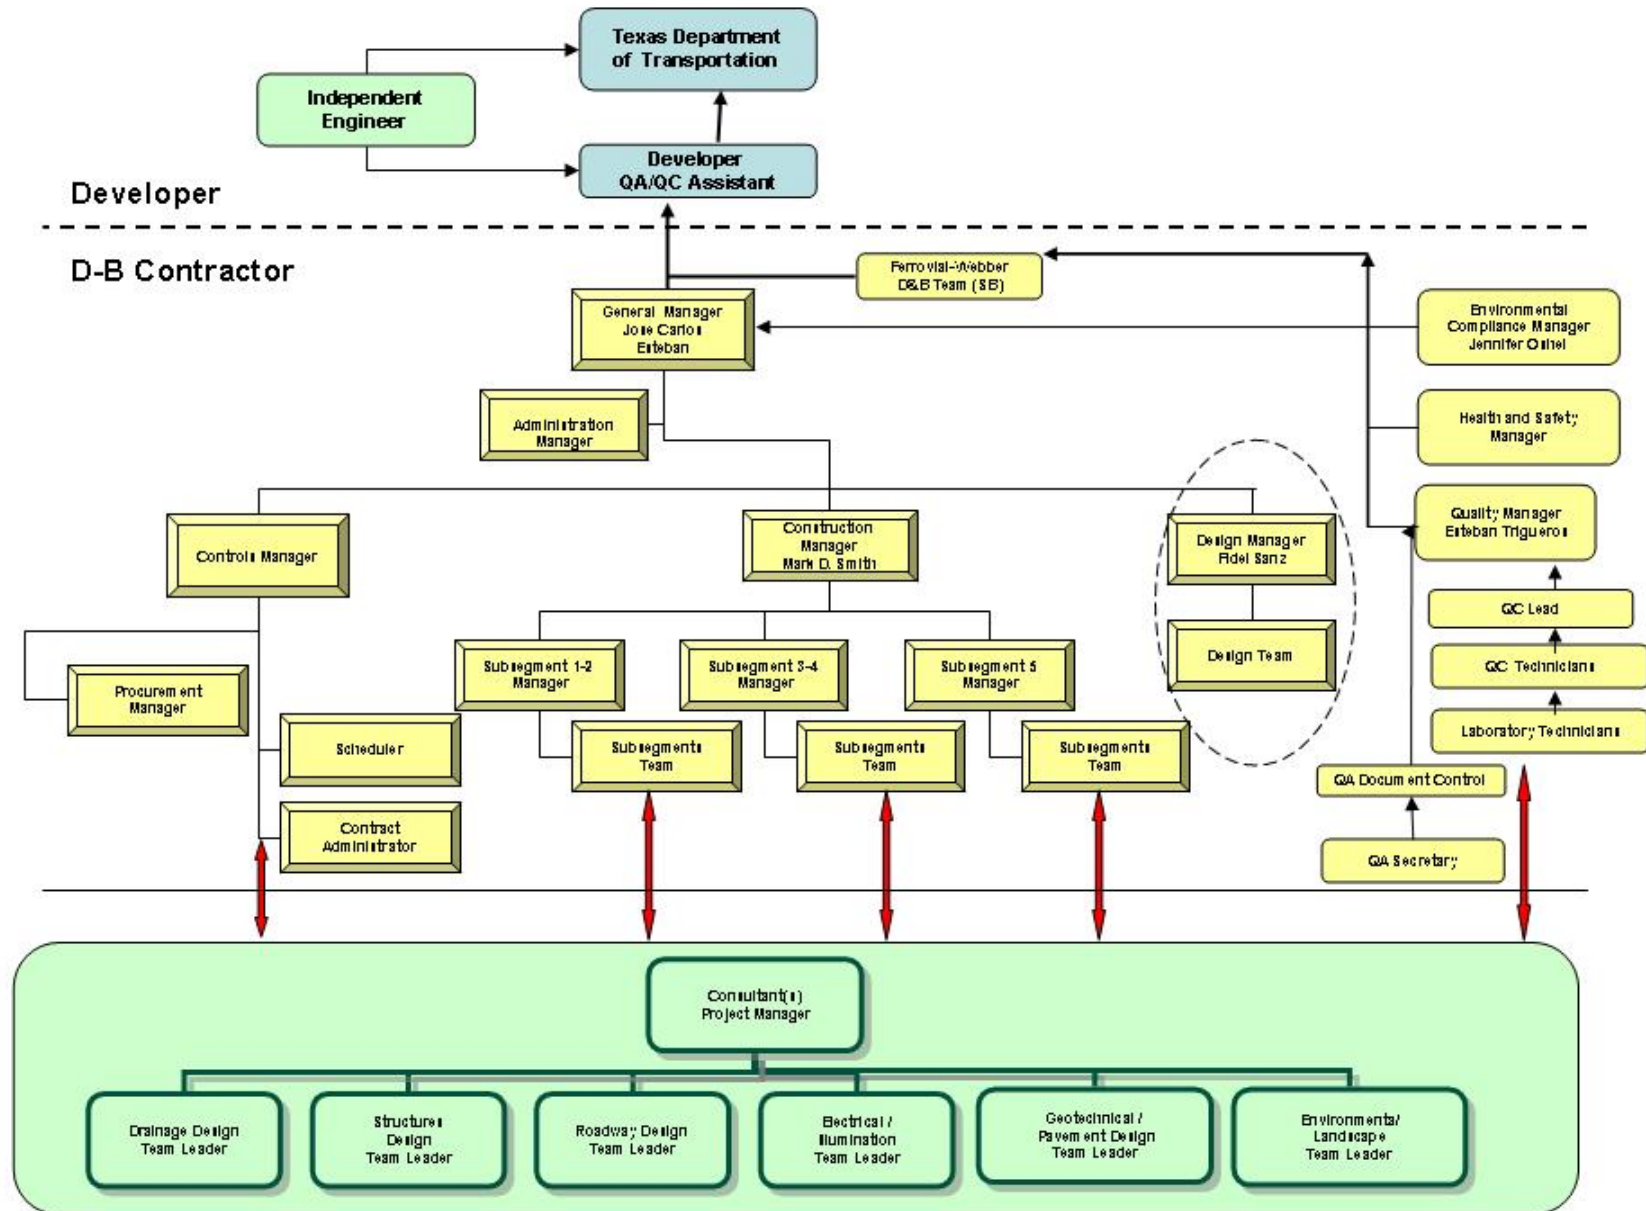 Texas Department
of Transportation
Independent
Engineer
Developer
QA/QC Assistant
Developer
D-B Contractor
Ferrovial-Webber
D&B Team (SB)
General Manager
Jose Carlos
Esteban
Environmental
Compliance Manager
Jennifer
Administration
Manager
Health and Safety
Manager
Controls Manager
Construction
Manager
Mark D. Smith
Design Manager
Fidel Sanz
Quality Manager
Esteban Trigueros
QC Lead
Subsegment 1-2
Manager
Subsegment 3-4
Manager
Subsegment 5
Manager
Design Team
QC Technicians
Procurement
Manager
Scheduler
Subsegments
Team
Subsegments
Team
Subsegments
Team
Laboratory Technicians
QA Document Control
Contract
Administrator
QA Secretary
Consultant(s)
Project Manager
Drainage Design
Team Leader
Structures
Design
Team Leader
Roadway Design
Team Leader
Electrical /
Illumination
Team Leader
Geotechnical /
Pavement Design
Team Leader
Environmenta/
Landscape
Team Leader